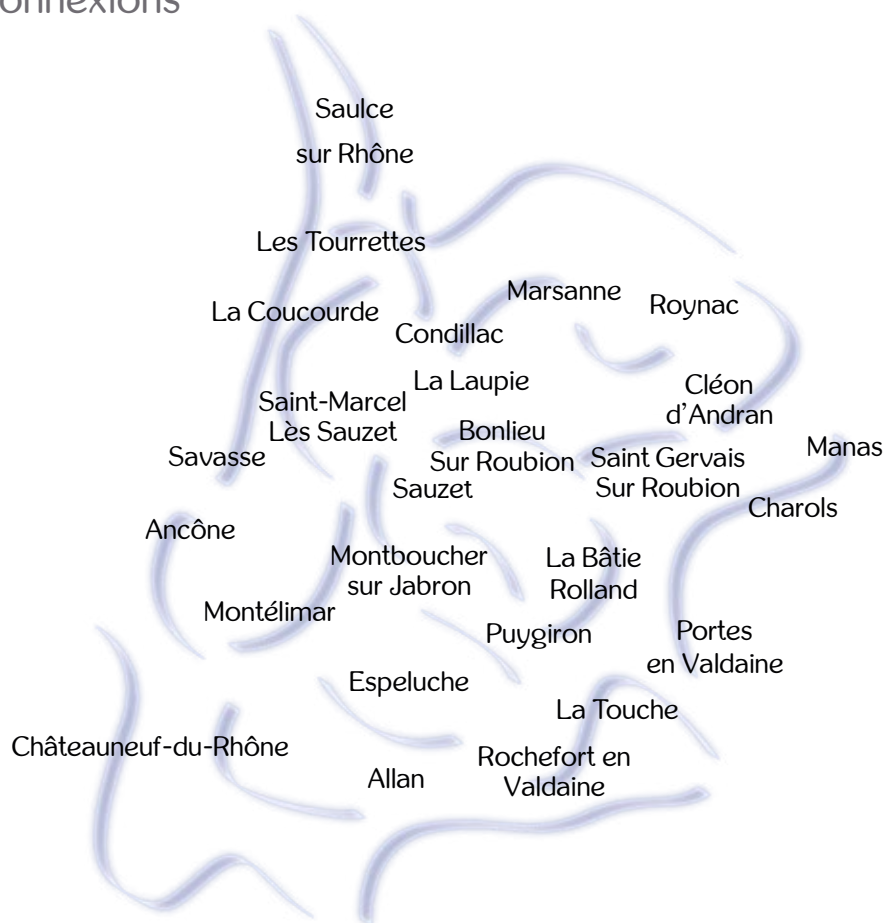 onnexions
Saulce
sur Rhône
Les Tourrettes
La Coucourde
Condillac
Marsanne
Roynac
La Laupie
Cléon
d'Andran
Saint-Marcel
Lès Sauzet
Bonlieu
Sur Roubion
Saint Gervais
Sur Roubion
Manas
Savasse
Sauzet
Charols
Ancône
Montboucher
sur Jabron
La Bâtie
Rolland
Montélimar
Puygiron
Portes
en Valdaine
Espeluche
La Touche
Châteauneuf-du-Rhône
Allan
Rochefort en
Valdaine